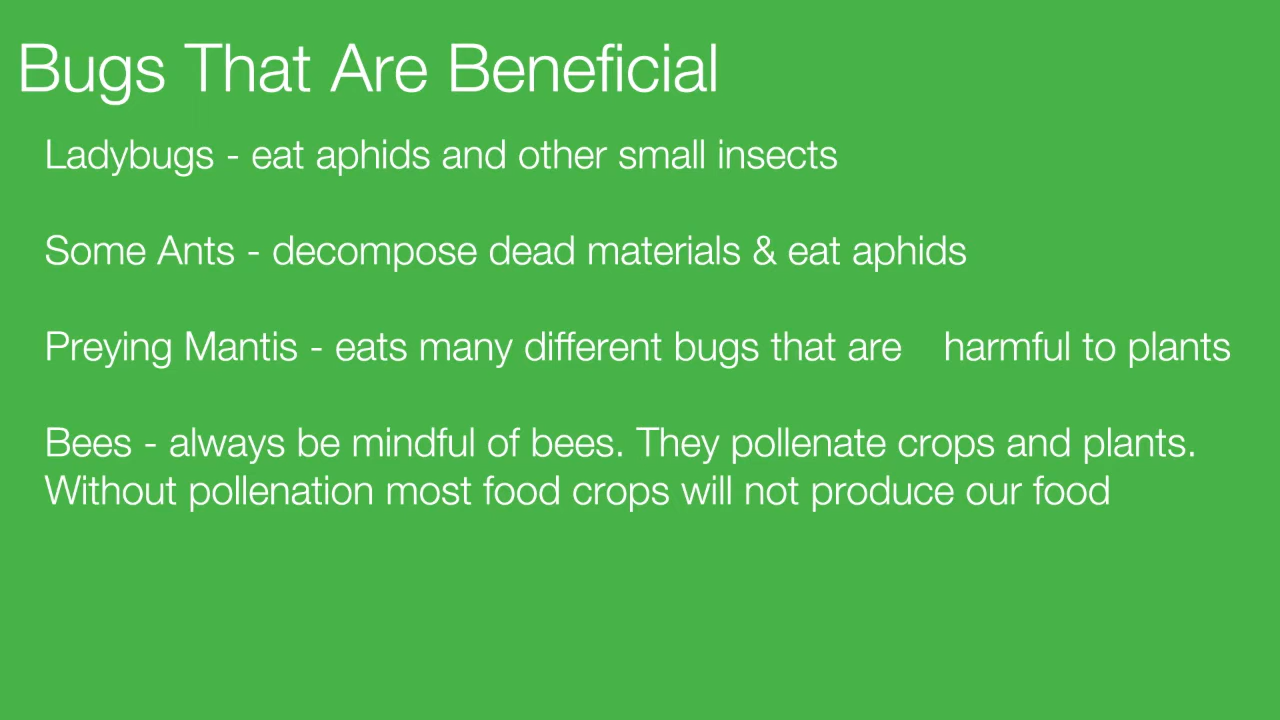 Bugs That Are Beneficial
Ladybugs - eat aphids and other small insects
Some Ants - decompose dead materials & eat aphids
Preying Mantis - eats many different bugs that are harmful to plants
Bees - always be mindful of bees. They pollenate crops and plants.
Without pollenation most food crops will not produce our food